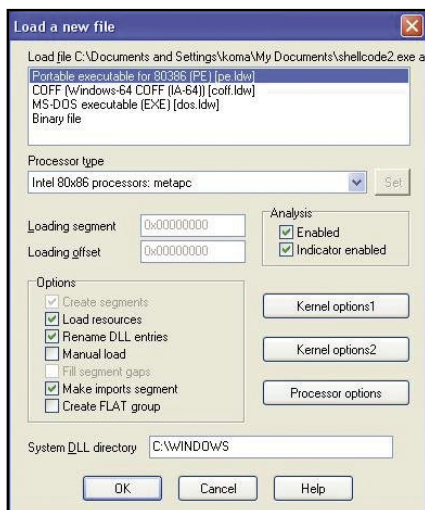 Load a new file
Load file C:\Documents and Settings\koma\My Documents\shellcode2.exe a
Portable executable for 80386 (PE) [pe.ldw]
COFF (Windows-64 COFF (IA-64)) [coff.ldw]
MS-DOS executable (EXE) [dos.ldw]
Binary file
Processor type
Intel 80x86 processors: metapc
Set
Loading segment 0x00000000
Loading offset 0x00000000
Analysis
Enabled
Indicator enabled
Options
Create segments
Load resources
Rename DLL entries
Manual load
Fill segment gaps
Make imports segment
Create FLAT group
Kernel options1
Kernel options2
Processor options
System DLL directory C:\WINDOWS
OK Cancel Help